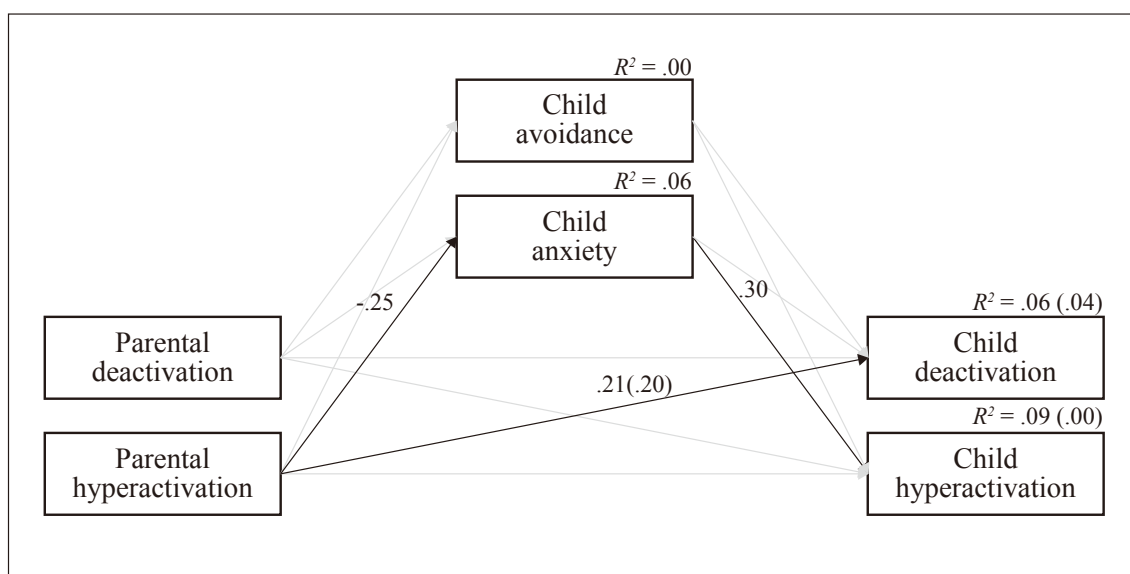 R² = .00
Child
avoidance
R² = .06
Child
anxiety
-.25
.30
R² = .06 (.04)
Parental
deactivation
Child
deactivation
.21(.20)
R² = .09 (.00)
Parental
hyperactivation
Child
hyperactivation